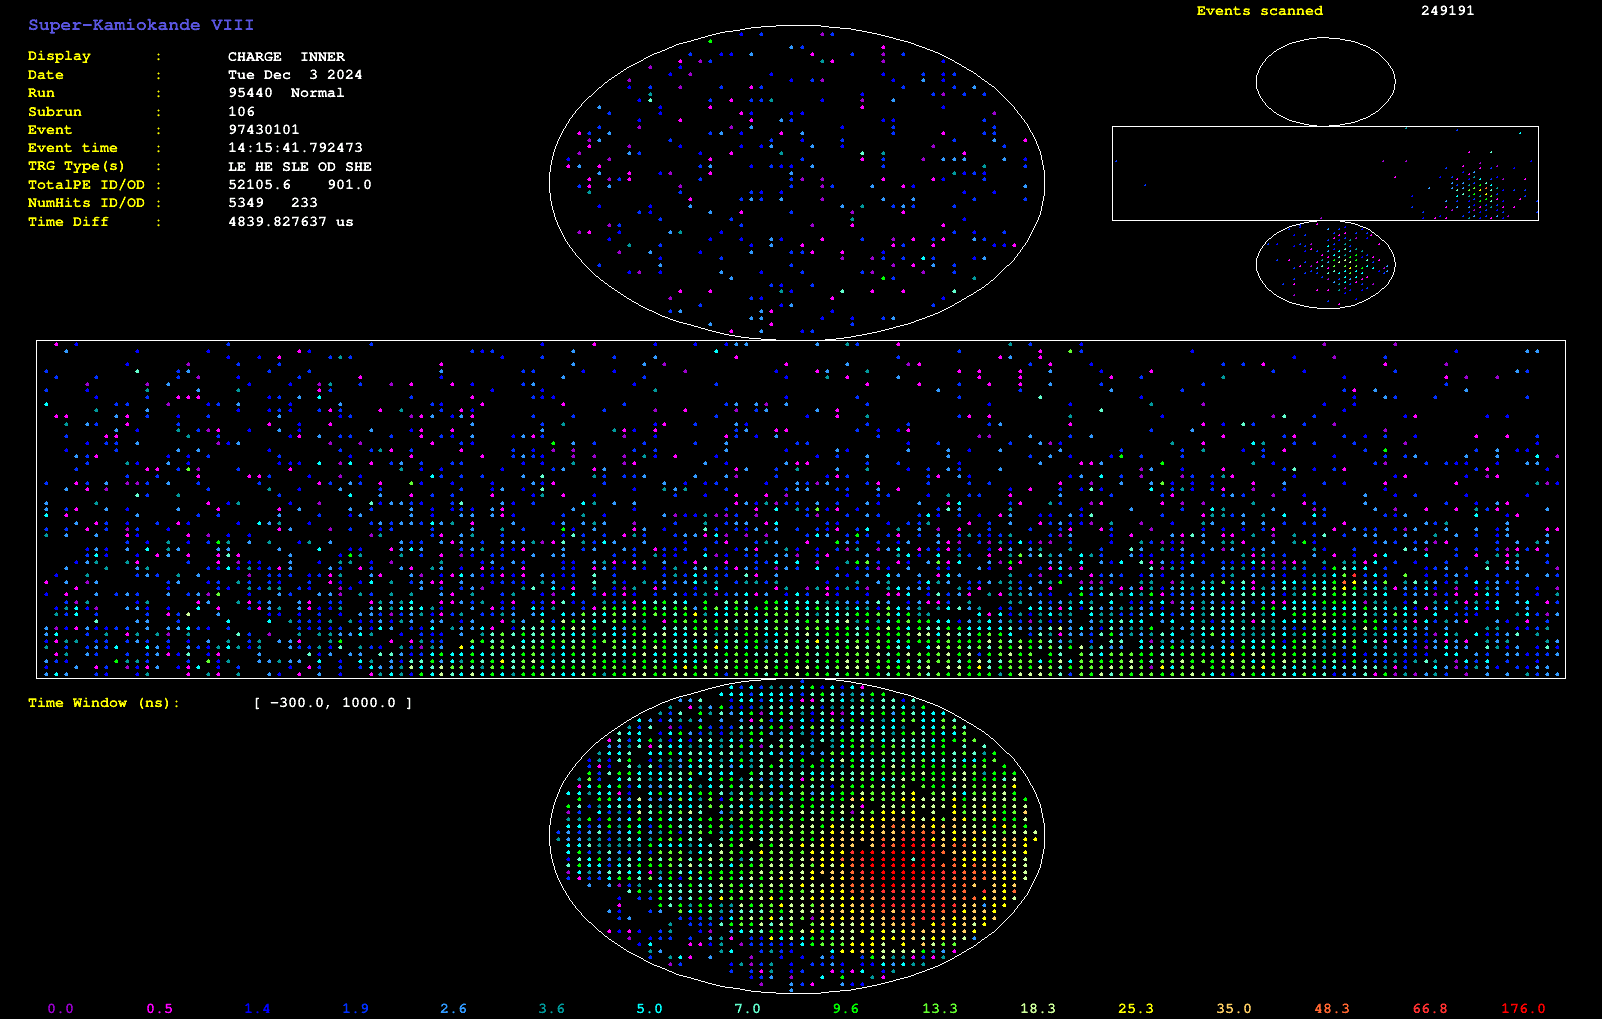 Super-Kamiokande VIII
Events scanned 249191
Display : CHARGE INNER
Date : Tue Dec 3 2024
Run : 95440 Normal
Subrun : 106
Event : 97430101
Event time : 14:15:41.792473
TRG Type(s) : LE HE SLE OD SHE
TotalPE ID/OD : 52105.6 901.0
NumHits ID/OD : 5349 233
Time Diff : 4839.827637 us
Time Window (ns): [ -300.0, 1000.0 ]
0.0 0.5 1.4 1.9 2.6 3.6 5.0 7.0 9.6 13.3 18.3 25.3 35.0 48.3 66.8 176.0